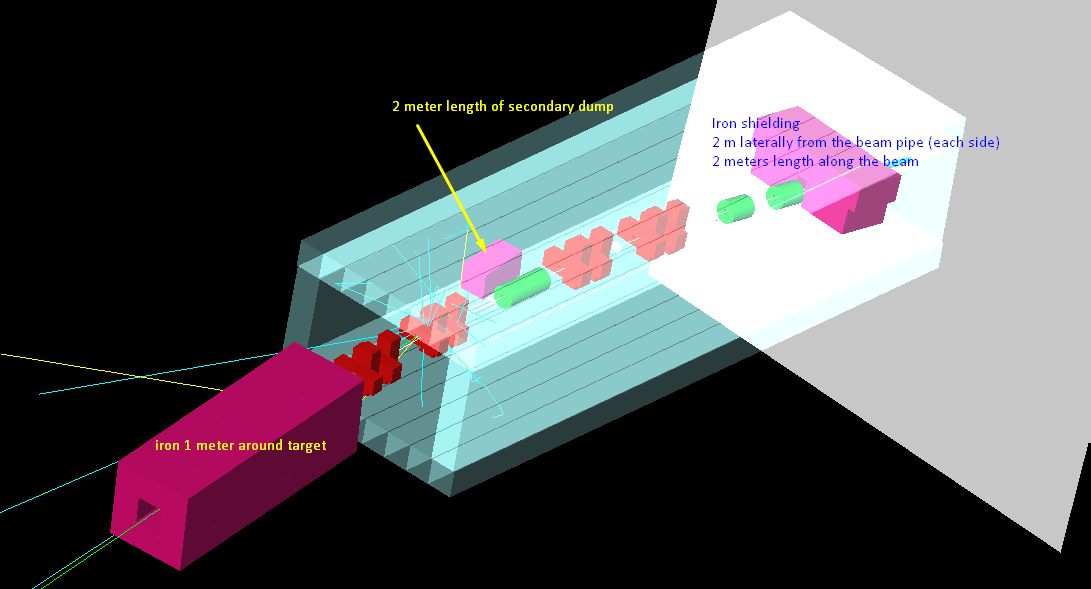 2 meter length of secondary dump
Iron shielding
2 m laterally from the beam pipe (each side)
2 meters length along the beam
iron 1 meter around target